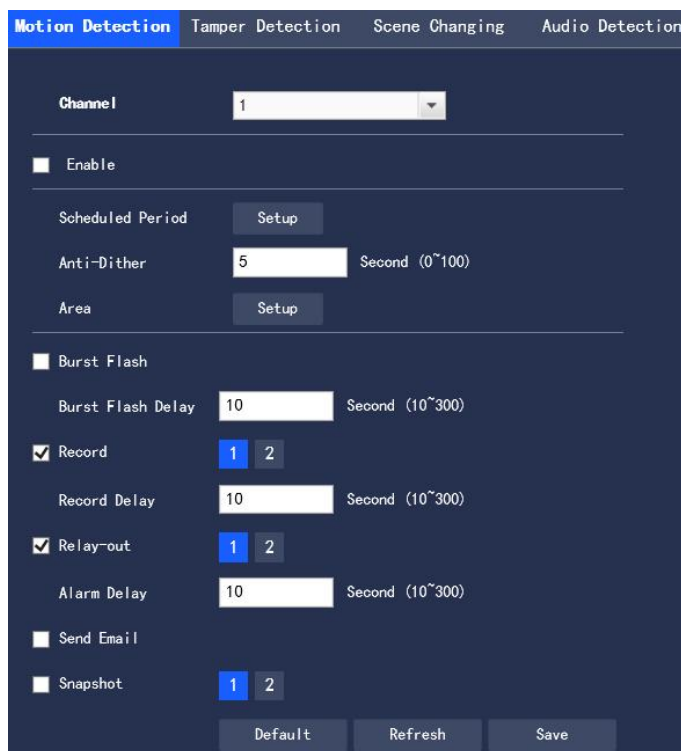 Motion Detection Tamper Detection Scene Changing Audio Detection
Channel 1
Enable
Scheduled Period Setup
Anti-Dither 5 Second (0~100)
Area Setup
Burst Flash
Burst Flash Delay 10 Second (10~300)
Record 1 2
Record Delay 10 Second (10~300)
Relay-out 1 2
Alarm Delay 10 Second (10~300)
Send Email
Snapshot 1 2
Default Refresh Save